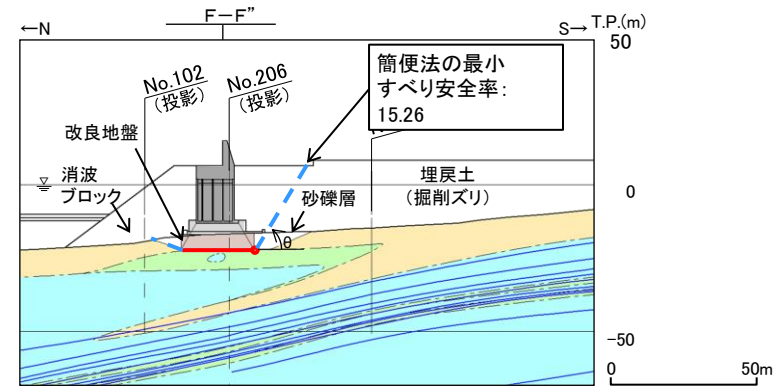 F－F”
←N
S→
T.P.(m)
50
No.102
(投影)
No.206
(投影)
簡便法の最小
すべり安全率：
15.26
改良地盤
消波
ブロック
砂礫層
埋戻土
(掘削ズリ)
0
θ
-50
0
50m